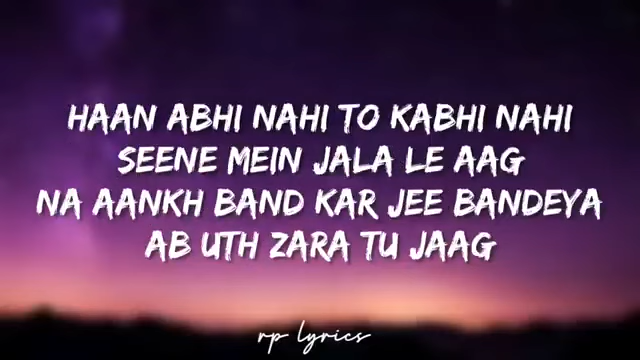 HAAN ABHI NAHI TO KABHI NAHI
SEENE MEIN JALA LE AAG
NA AANKH BAND KAR JEE BANDEYA
AB UTH ZARA TU JAAG
rp lyrics